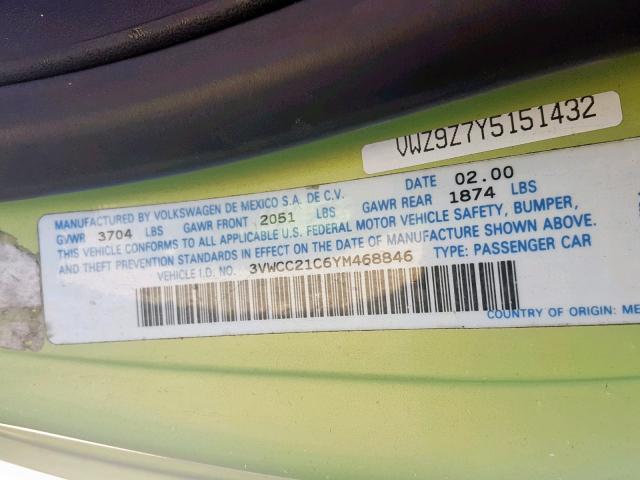 VWZ9Z7Y5151432
MANUFACTURED BY VOLKSWAGEN DE MEXICO S.A. DE C.V. DATE 02.00
GVWR 3704 LBS GAWR FRONT 2051 LBS GAWR REAR 1874 LBS
THIS VEHICLE CONFORMS TO ALL APPLICABLE U.S. FEDERAL MOTOR VEHICLE SAFETY, BUMPER,
AND THEFT PREVENTION STANDARDS IN EFFECT ON THE DATE OF MANUFACTURE SHOWN ABOVE.
VEHICLE I.D. NO. 3VWCC21C6YM468846 TYPE: PASSENGER CAR
COUNTRY OF ORIGIN: ME